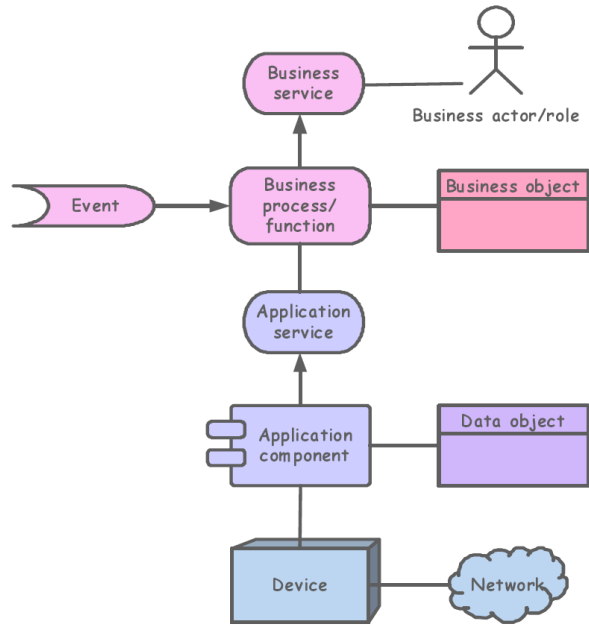 Business
service
Business actor/role
Event
Business
process/
function
Business object
Application
service
Application
component
Data object
Device
Network